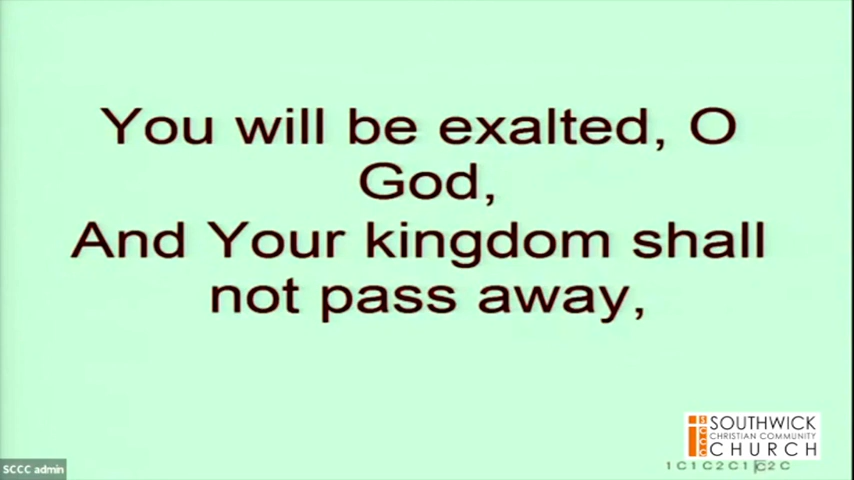 You will be exalted, O
God,
And Your kingdom shall
not pass away,
SOUTHWICK
CHRISTIAN COMMUNITY
CHURCH
SCCC admin